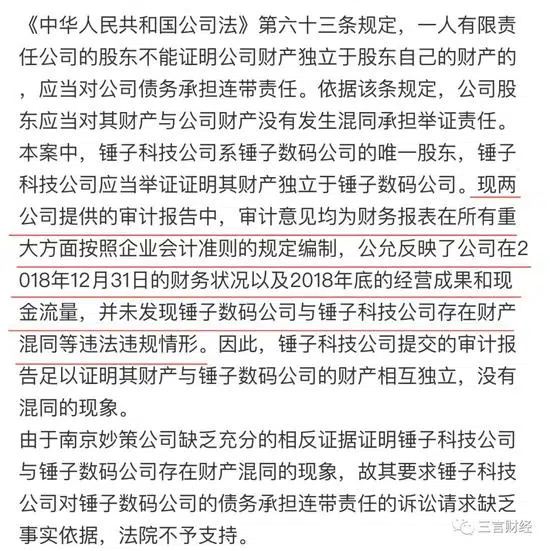 《中华人民共和国公司法》第六十三条规定，一人有限责
任公司的股东不能证明公司财产独立于股东自己的财产的
，应当对公司债务承担连带责任。依据该条规定，公司股
东应当对其财产与公司财产没有发生混同承担举证责任。
本案中，锤子科技公司系锤子数码公司的唯一股东，锤子
科技公司应当举证证明其财产独立于锤子数码公司。现两
公司提供的审计报告中，审计意见均为财务报表在所有重
大方面按照企业会计准则的规定编制，公允反映了公司在2
018年12月31日的财务状况以及2018年底的经营成果和现
金流量，并未发现锤子数码公司与锤子科技公司存在财产
混同等违法违规情形。因此，锤子科技公司提交的审计报
告足以证明其财产与锤子数码公司的财产相互独立，没有
混同的现象。
由于南京妙策公司缺乏充分的相反证据证明锤子科技公司
与锤子数码公司存在财产混同的现象，故其要求锤子科技
公司对锤子数码公司的债务承担连带责任的诉讼请求缺乏
事实依据，法院不予支持。
三言财经